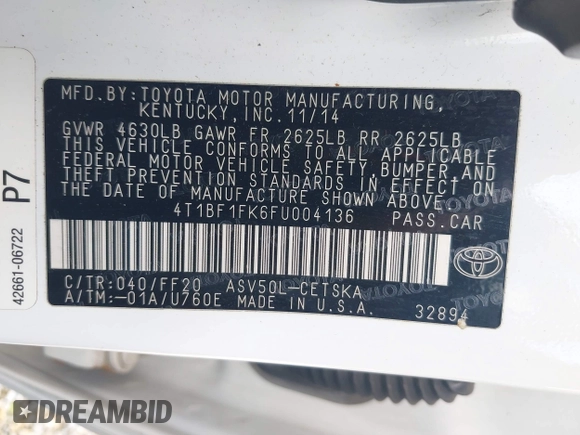 MFD.BY:TOYOTA MOTOR MANUFACTURING,
KENTUCKY, INC.11/14
GVWR 4630LB GAWR FR 2625LB RR 2625LB
THIS VEHICLE CONFORMS TO ALL APPLICABLE
FEDERAL MOTOR VEHICLE SAFETY, BUMPER, AND
THEFT PREVENTION STANDARDS IN EFFECT ON
THE DATE OF MANUFACTURE SHOWN ABOVE.
4T1BF1FK6FU004136 PASS.CAR
C/TR:040/FF20 ASV50L-CETSKA
A/TM:-01A/U760E MADE IN U.S.A.
32894
TOYOTA
P7
42661-06722
DREAMBID